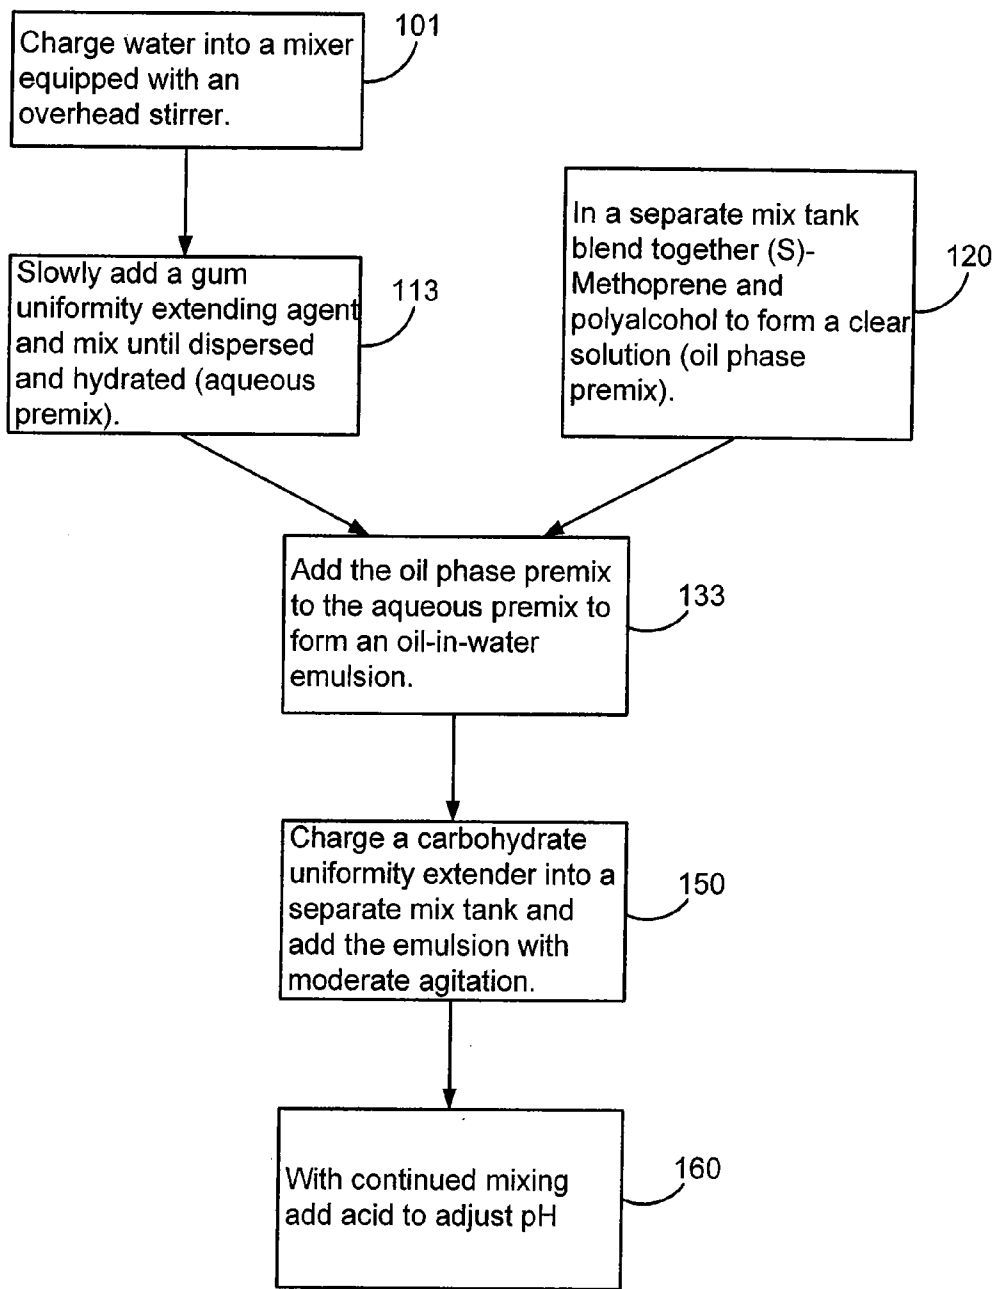 Charge water into a mixer
equipped with an
overhead stirrer.
101
Slowly add a gum
uniformity extending agent
and mix until dispersed
and hydrated (aqueous
premix).
113
In a separate mix tank
blend together (S)-
Methoprene and
polyalcohol to form a clear
solution (oil phase
premix).
120
Add the oil phase premix
to the aqueous premix to
form an oil-in-water
emulsion.
133
Charge a carbohydrate
uniformity extender into a
separate mix tank and
add the emulsion with
moderate agitation.
150
With continued mixing
add acid to adjust pH
160